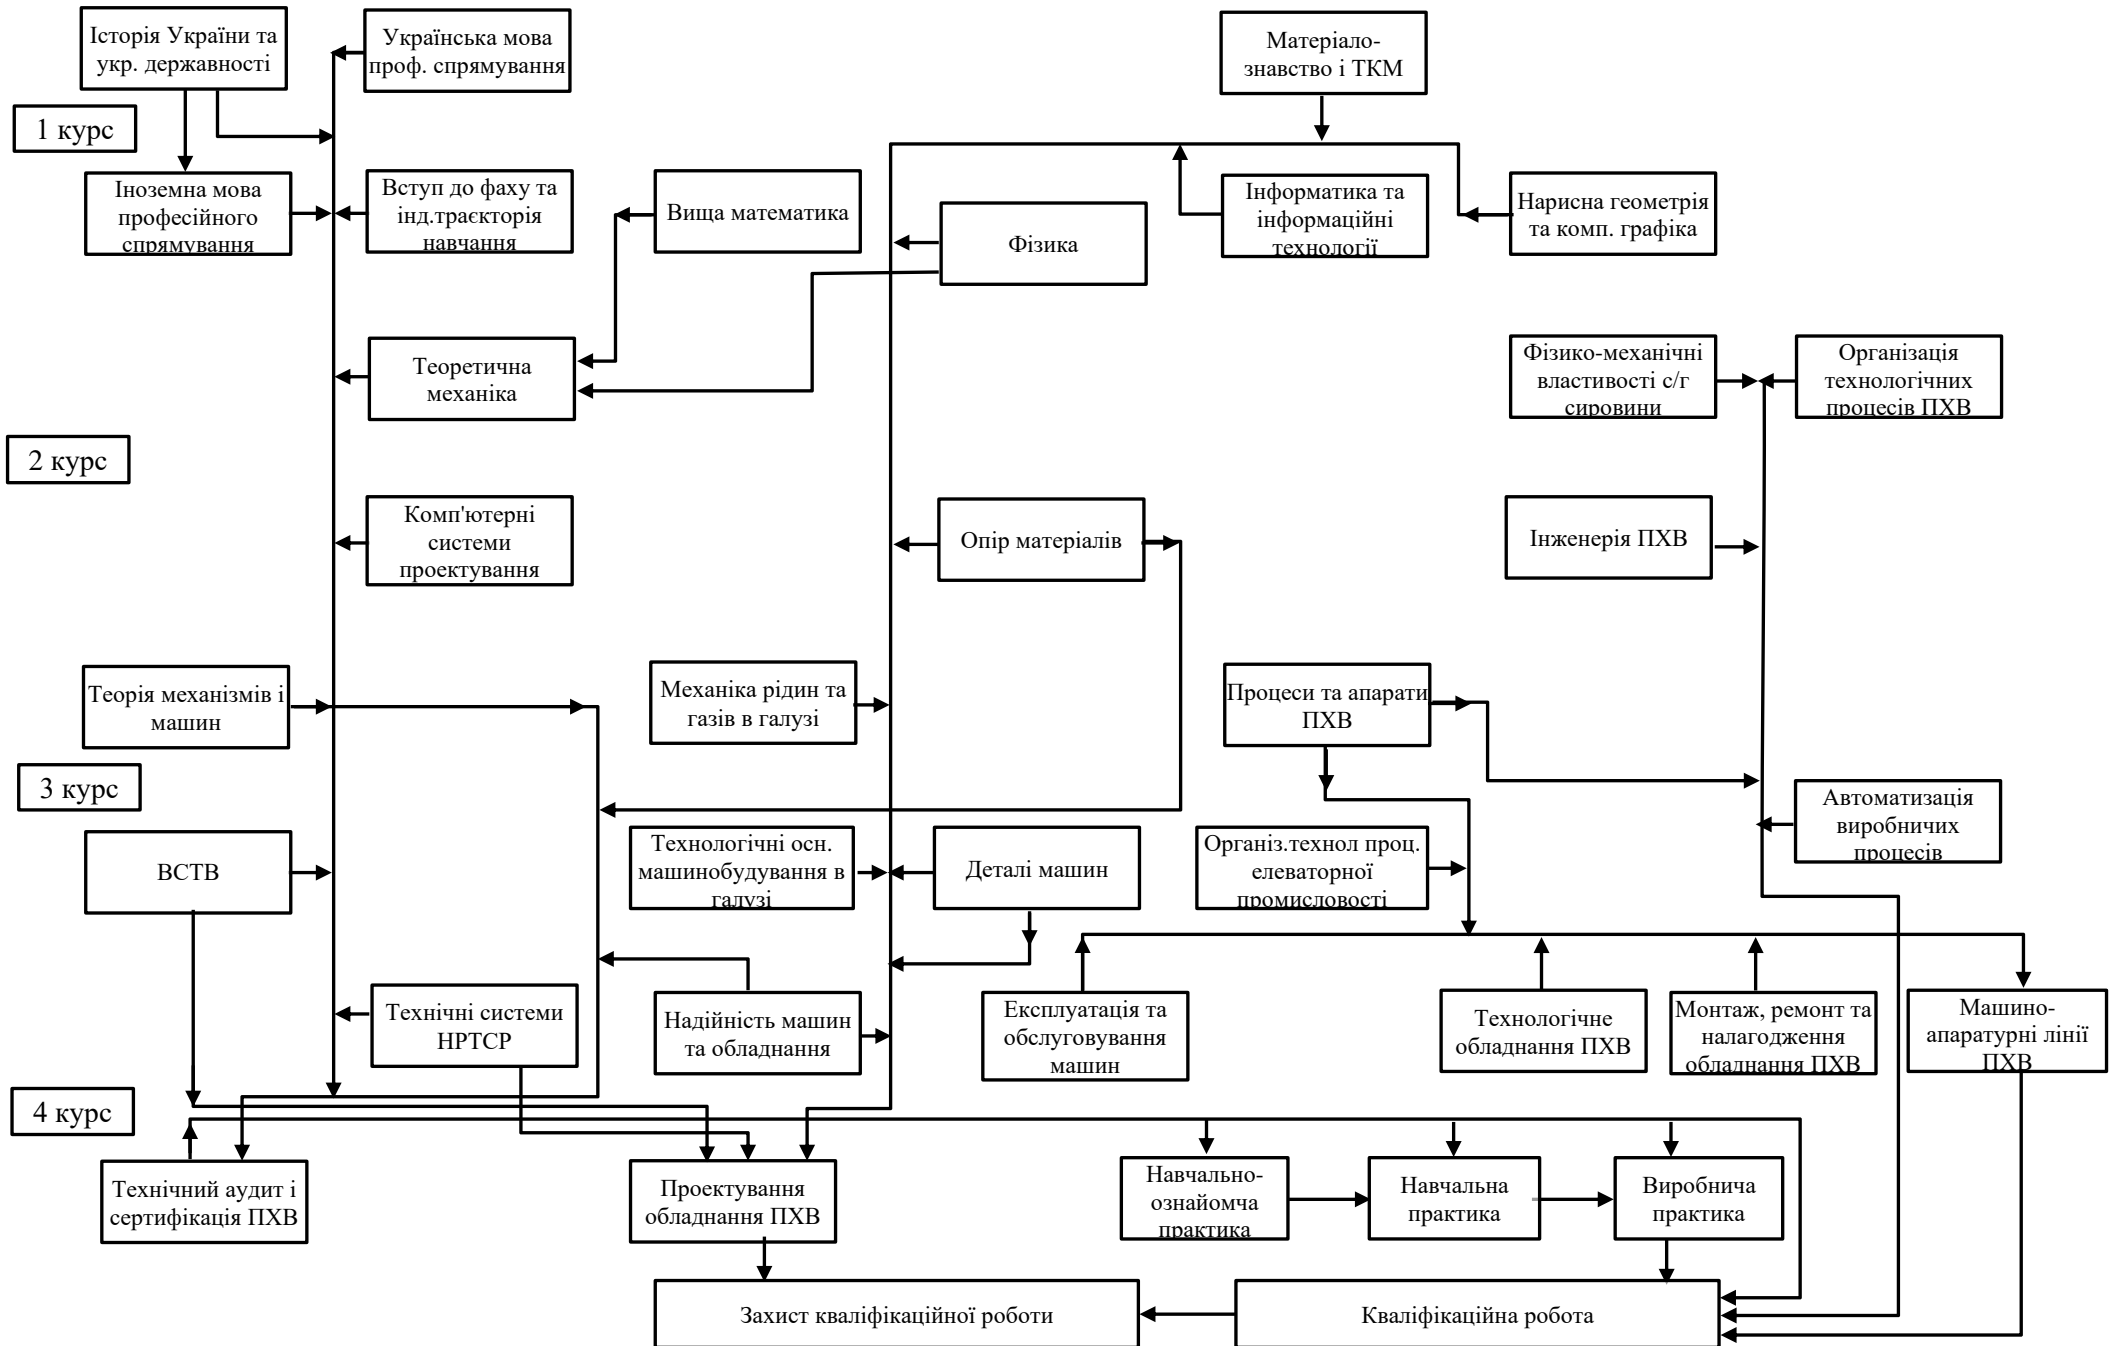 Історія України та
укр. державності
Українська мова
проф. спрямування
Матеріало-
знавство і ТКМ
1 курс
Іноземна мова
професійного
спрямування
Вступ до фаху та
інд.траєкторія
навчання
Вища математика
Фізика
Інформатика та
інформаційні
технології
Нарисна геометрія
та комп. графіка
Теоретична
механіка
Фізико-механічні
властивості с/г
сировини
Організація
технологічних
процесів ПХВ
2 курс
Комп'ютерні
системи
проектування
Опір матеріалів
Інженерія ПХВ
Теорія механізмів і
машин
Механіка рідин та
газів в галузі
Процеси та апарати
ПХВ
3 курс
Автоматизація
виробничих
процесів
ВСТВ
Технологічні осн.
машинобудування в
галузі
Деталі машин
Організ.технол проц.
елеваторної
промисловості
Технічні системи
НРТСР
Надійність машин
та обладнання
Експлуатація та
обслуговування
машин
Технологічне
обладнання ПХВ
Монтаж, ремонт та
налагодження
обладнання ПХВ
Машино-
апаратурні лінії
ПХВ
4 курс
Технічний аудит і
сертифікація ПХВ
Проектування
обладнання ПХВ
Навчально-
ознайомча
практика
Навчальна
практика
Виробнича
практика
Захист кваліфікаційної роботи
Кваліфікаційна робота